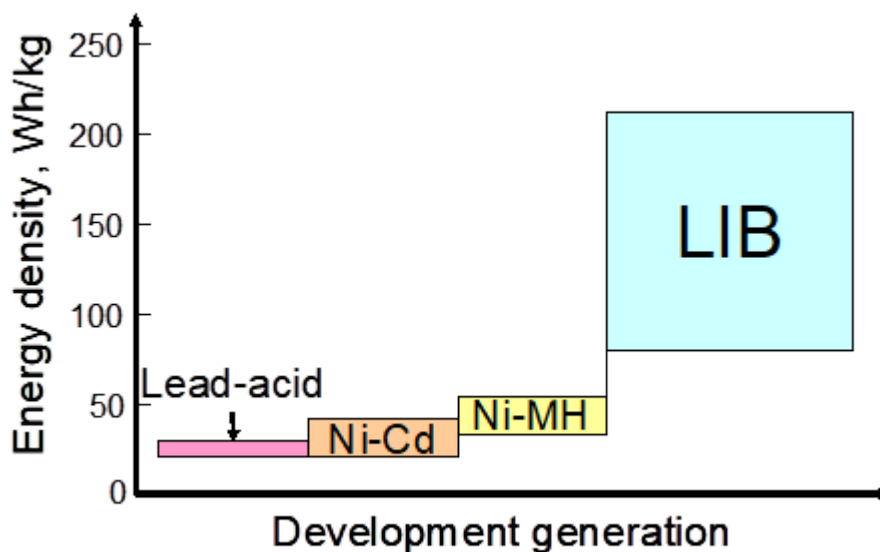 Energy density, Wh/kg
250
200
150
100
50
0
Lead-acid
Ni-Cd
Ni-MH
LIB
Development generation